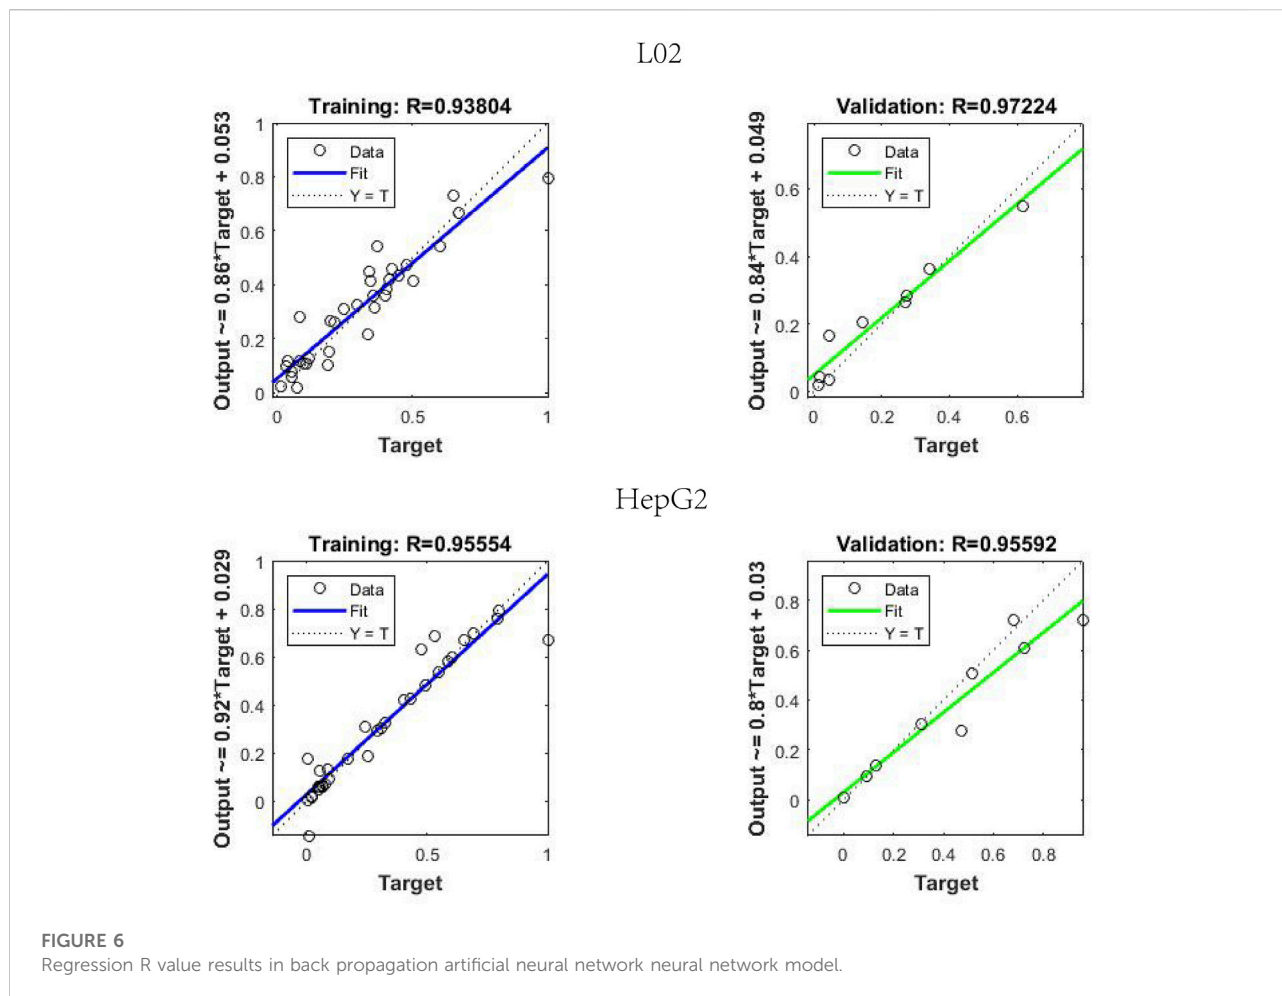 L02
Training: R=0.93804
Output ~= 0.86*Target + 0.053
1
0.8
0.6
0.4
0.2
0
Data
Fit
Y = T
0
0.5
1
Target
Validation: R=0.97224
Output ~= 0.84*Target + 0.049
0.6
0.4
0.2
0
Data
Fit
Y = T
0
0.2
0.4
0.6
Target
HepG2
Training: R=0.95554
Output ~= 0.92*Target + 0.029
1
0.8
0.6
0.4
0.2
0
Data
Fit
Y = T
0
0.5
1
Target
Validation: R=0.95592
Output ~= 0.8*Target + 0.03
0.8
0.6
0.4
0.2
0
Data
Fit
Y = T
0
0.2
0.4
0.6
0.8
Target
FIGURE 6
Regression R value results in back propagation artificial neural network neural network model.